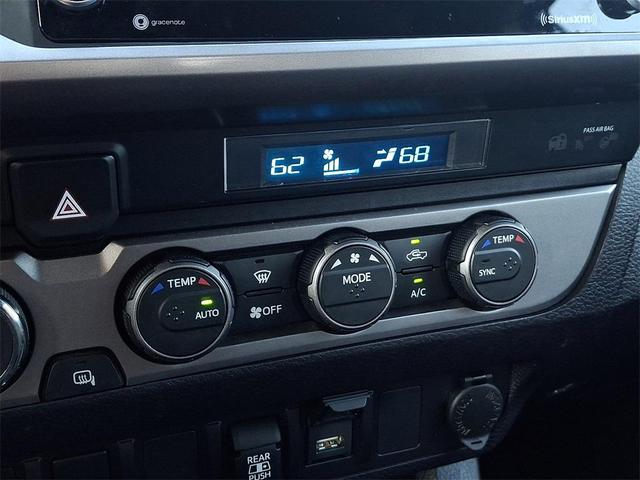 gracenote
SiriusXM
PASS AIR BAG
62 68
TEMP
AUTO
OFF
MODE
A/C
TEMP
SYNC
REAR
PUSH